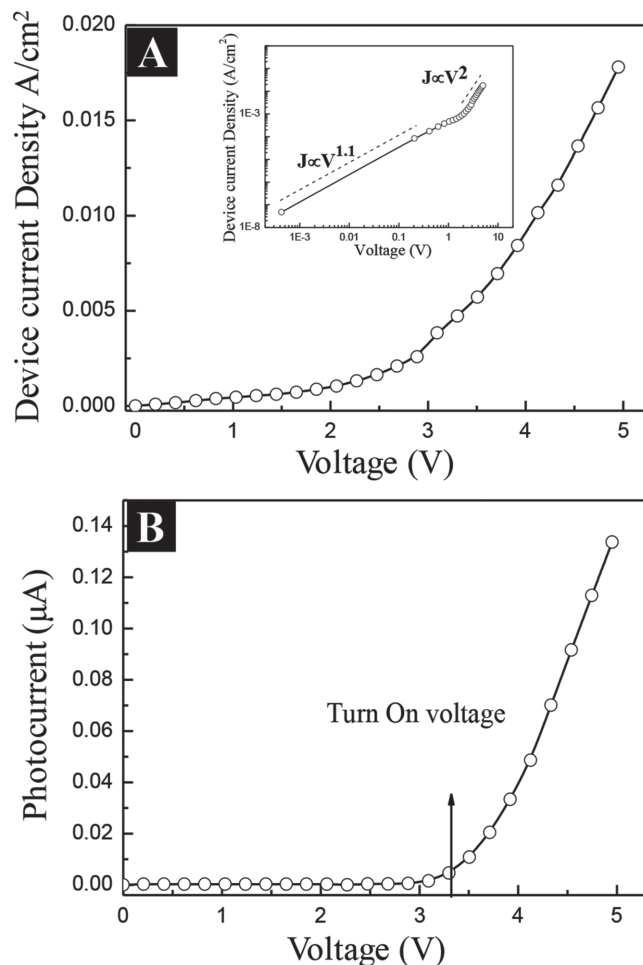 A
0.020
0.015
0.010
0.005
0.000
Device current Density A/cm²
0 1 2 3 4 5
Voltage (V)
J∝V²
J∝V^1.1
1E-3
1E-8
Device current Density (A/cm²)
1E-3 0.01 0.1 1 10
Voltage (V)
B
0.14
0.12
0.10
0.08
0.06
0.04
0.02
0.00
Photocurrent (μA)
Turn On voltage
0 1 2 3 4 5
Voltage (V)